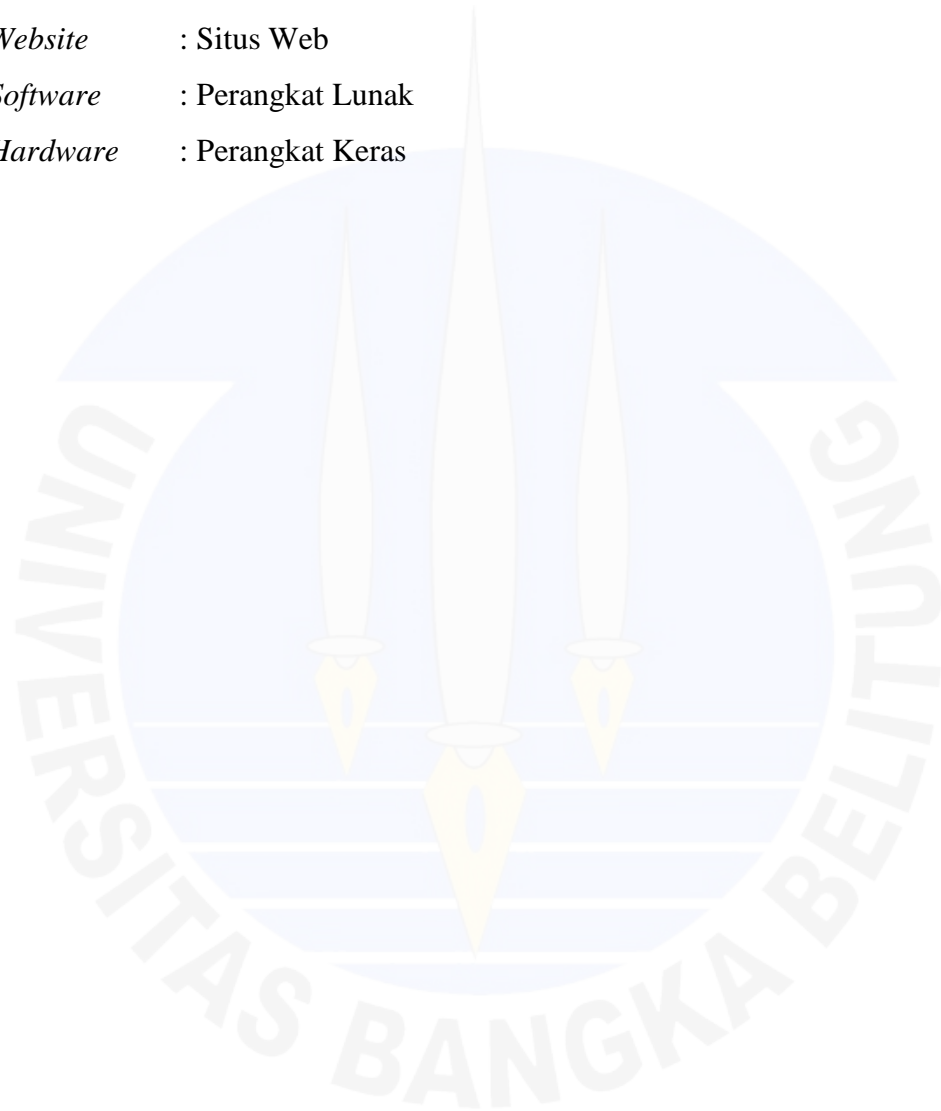 Website : Situs Web
Software : Perangkat Lunak
Hardware : Perangkat Keras
UNIVERSITAS BANGKA BELITUNG